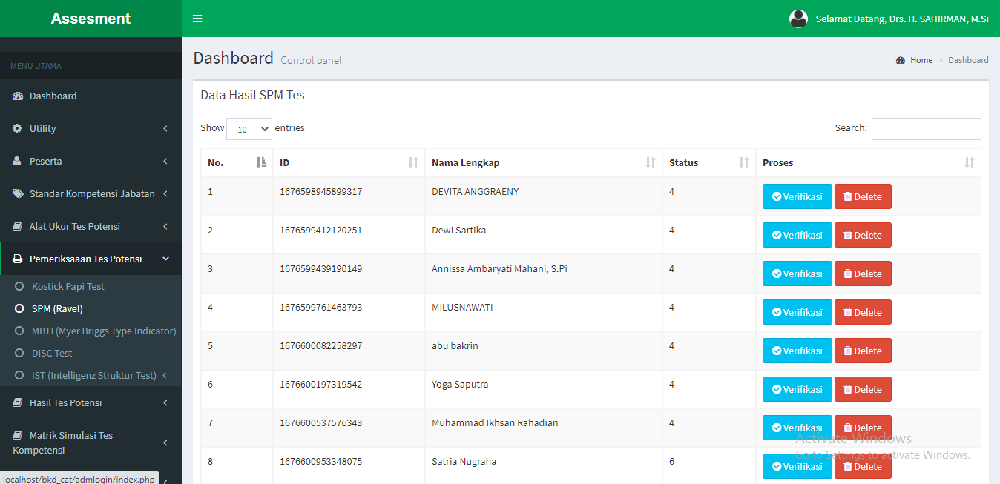 Assesment
Selamat Datang, Drs. H. SAHIRMAN, M.Si
MENU UTAMA
Dashboard
Utility
Peserta
Standar Kompetensi Jabatan
Alat Ukur Tes Potensi
Pemeriksaaan Tes Potensi
Kostick Papi Test
SPM (Ravel)
MBTI (Myer Briggs Type Indicator)
DISC Test
IST (Intelligenz Struktur Test)
Hasil Tes Potensi
Matrik Simulasi Tes
Kompetensi
localhost/bkd_cat/admlogin/index.php
Dashboard Control panel
Home > Dashboard
Data Hasil SPM Tes
Show 10 entries
Search:
No. ID Nama Lengkap Status Proses
1 1676598945899317 DEVITA ANGGRAENY 4 Verifikasi Delete
2 1676599412120251 Dewi Sartika 4 Verifikasi Delete
3 1676599439190149 Annissa Ambaryati Mahani, S.Pi 4 Verifikasi Delete
4 1676599761463793 MILUSNAWATI 4 Verifikasi Delete
5 1676600082258297 abu bakrin 4 Verifikasi Delete
6 1676600197319542 Yoga Saputra 4 Verifikasi Delete
7 1676600537576343 Muhammad Ikhsan Rahadian 4 Verifikasi Delete
8 1676600953348075 Satria Nugraha 6 Verifikasi Delete
Activate Windows
Go to Settings to activate Windows.